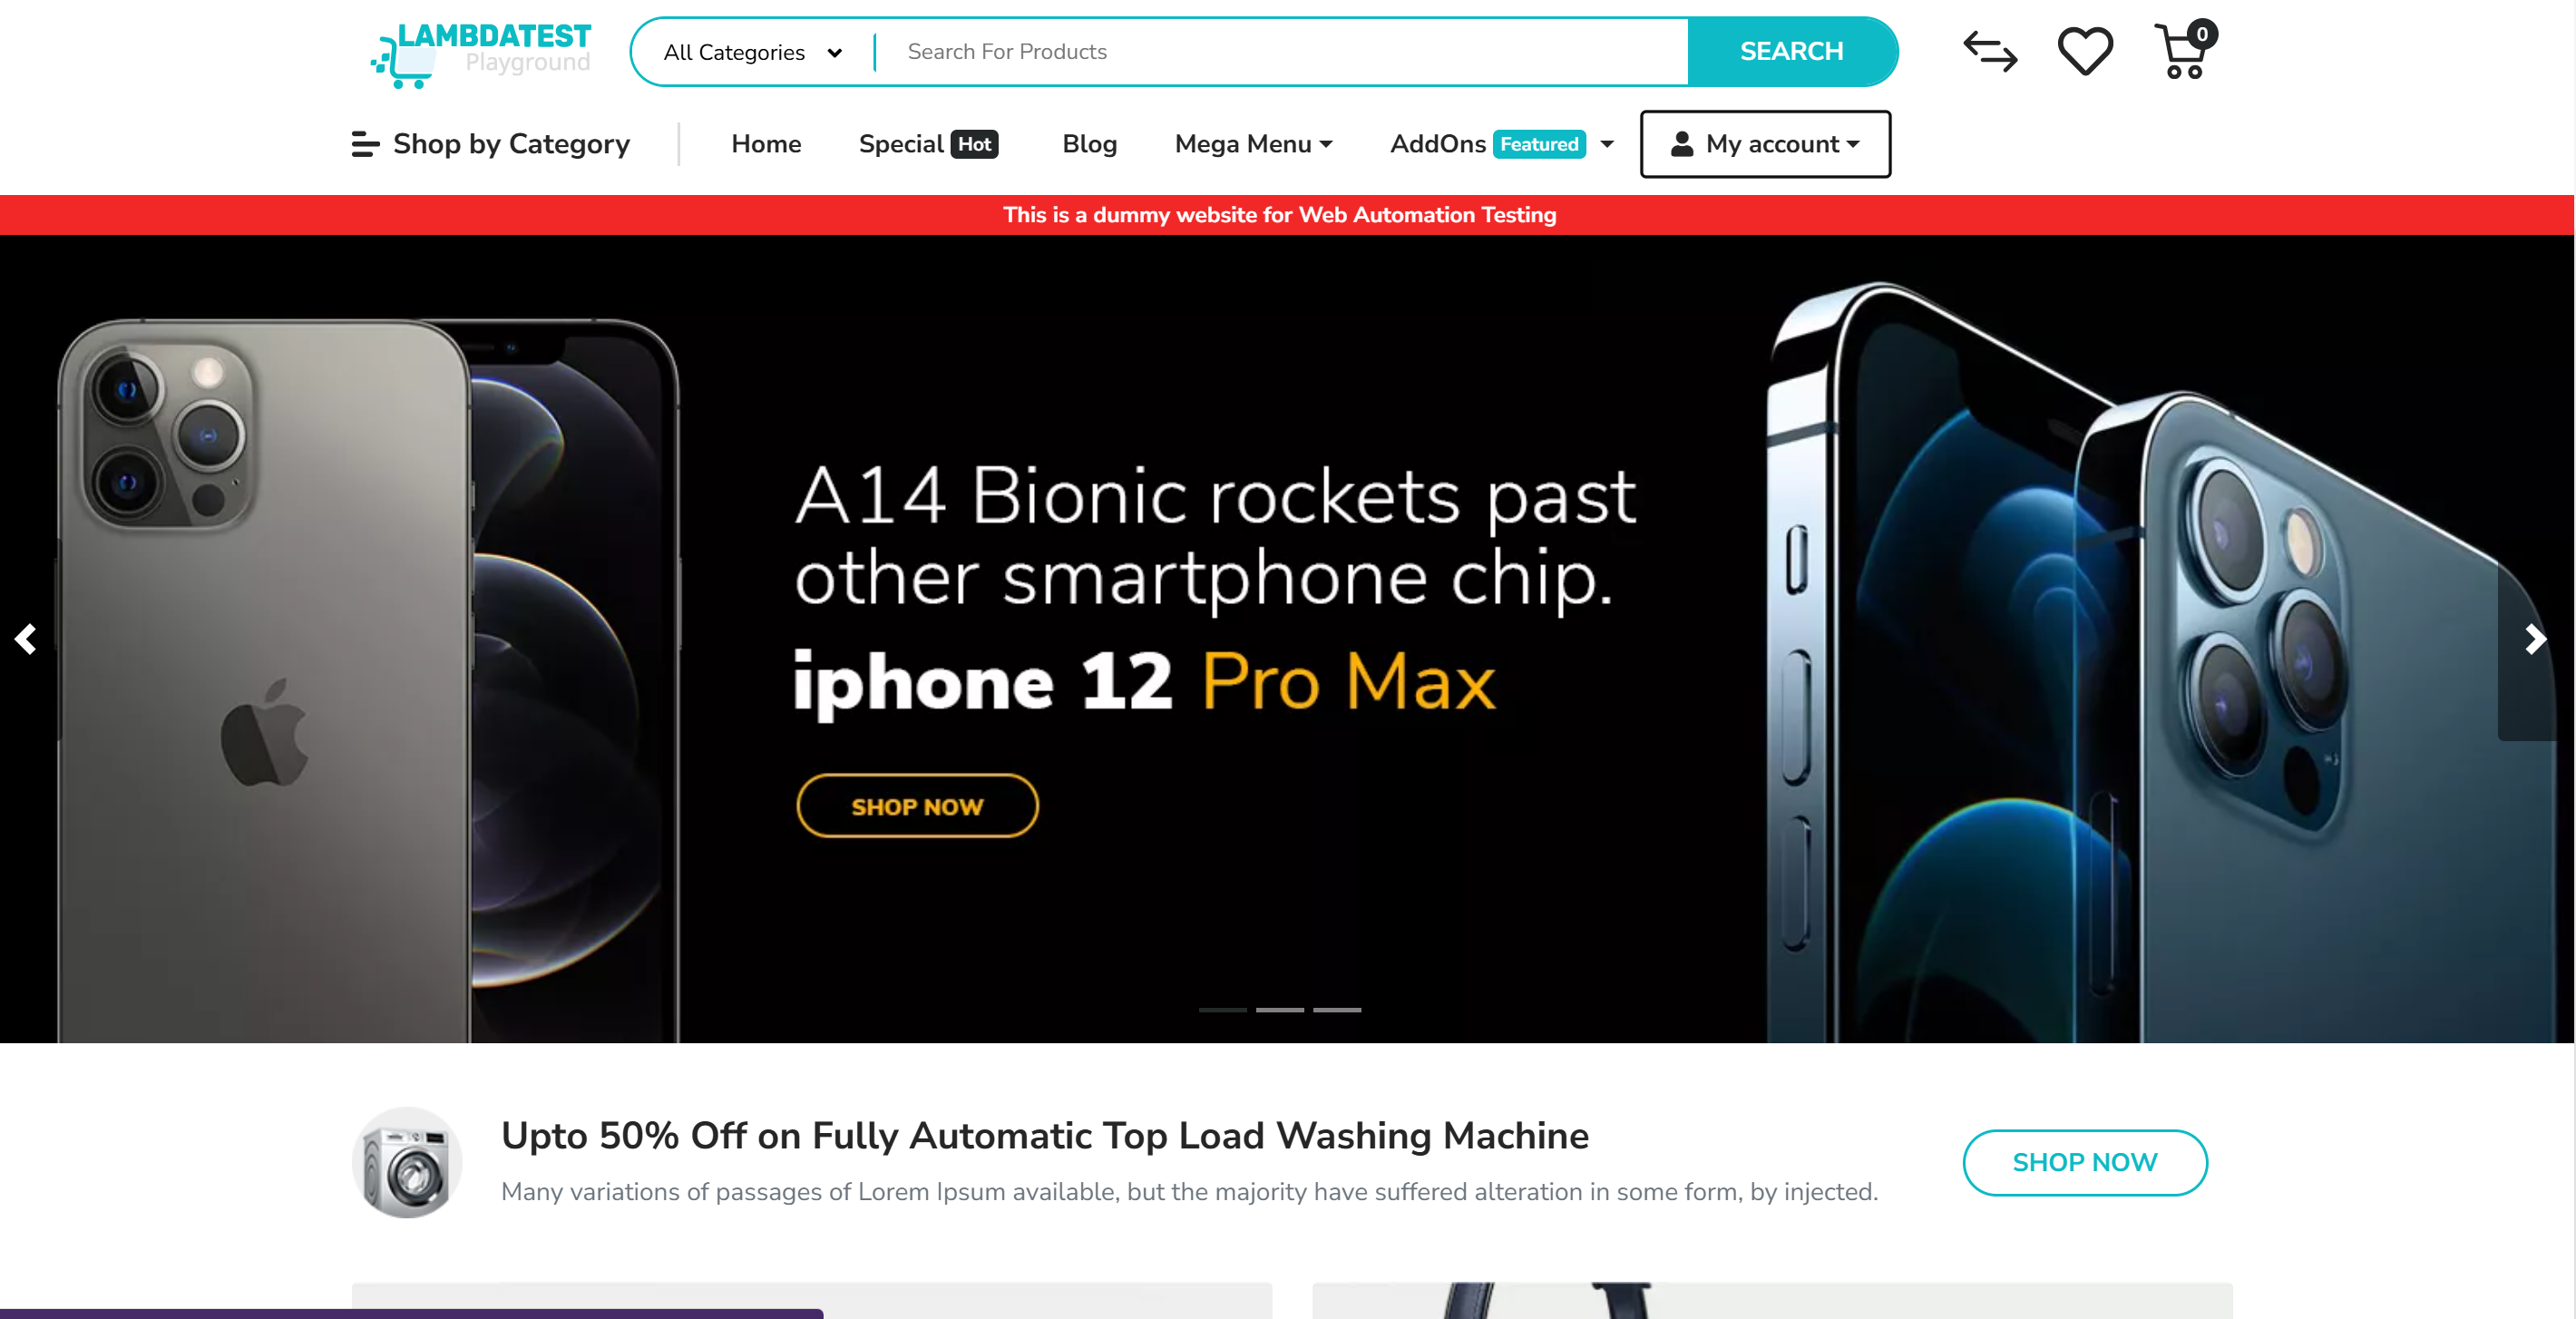 LAMBDATEST
Playground
All Categories
Search For Products
SEARCH
0
Shop by Category
Home
Special Hot
Blog
Mega Menu
AddOns Featured
My account
This is a dummy website for Web Automation Testing
A14 Bionic rockets past
other smartphone chip.
iphone 12 Pro Max
SHOP NOW
Upto 50% Off on Fully Automatic Top Load Washing Machine
Many variations of passages of Lorem Ipsum available, but the majority have suffered alteration in some form, by injected.
SHOP NOW